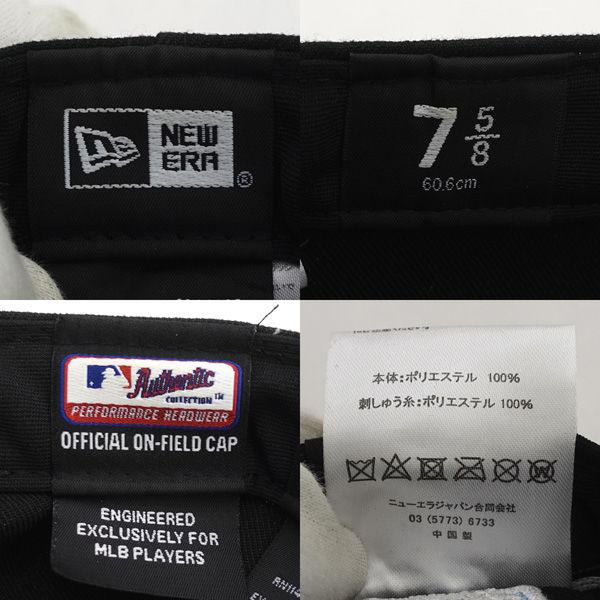 NEW
ERA
®
7 5/8
60.6cm
Authentic
COLLECTION™
PERFORMANCE HEADWEAR
OFFICIAL ON-FIELD CAP
ENGINEERED
EXCLUSIVELY FOR
MLB PLAYERS
本体:ポリエステル 100%
刺しゅう糸:ポリエステル 100%
ニューエラジャパン合同会社
03 (5773) 6733
中国製